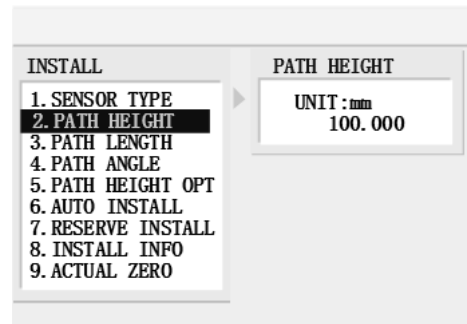 INSTALL
1. SENSOR TYPE
2. PATH HEIGHT
3. PATH LENGTH
4. PATH ANGLE
5. PATH HEIGHT OPT
6. AUTO INSTALL
7. RESERVE INSTALL
8. INSTALL INFO
9. ACTUAL ZERO
PATH HEIGHT
UNIT:mm
100.000